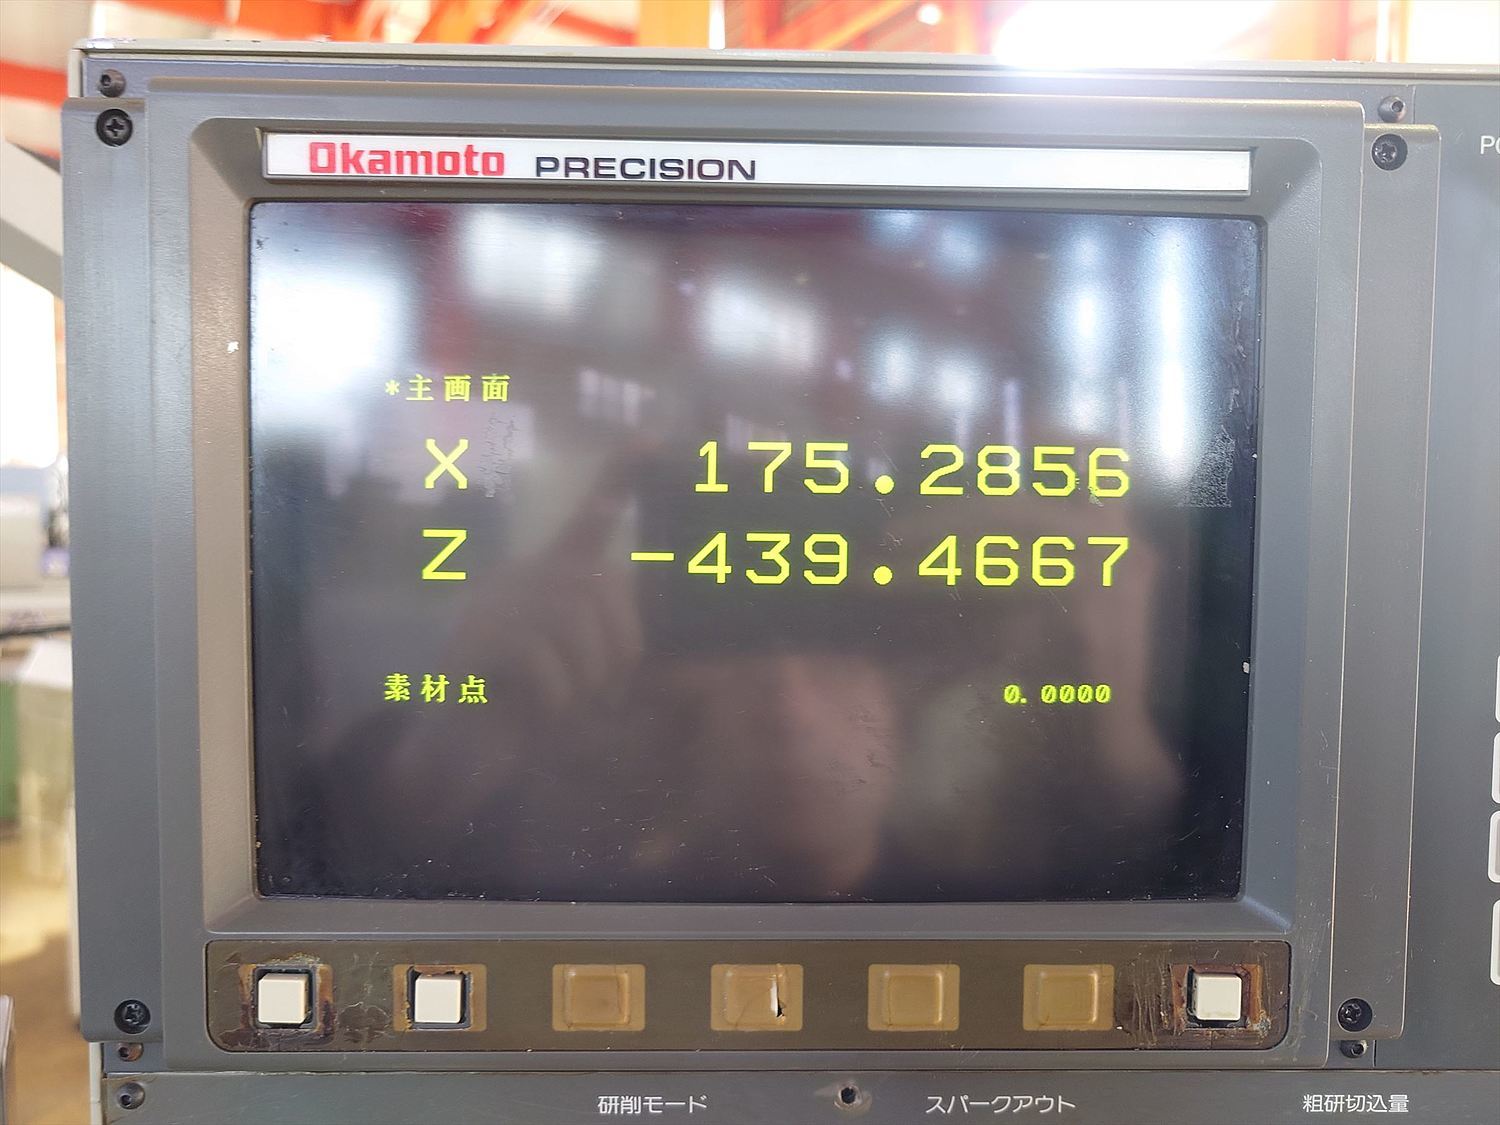 Okamoto PRECISION
*主画面
X 175.2856
Z -439.4667
素材点 0.0000
研削モード スパークアウト 粗研切込量